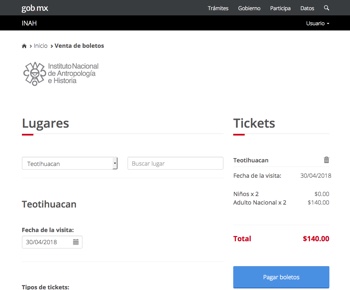 gob mx
Trámites Gobierno Participa Datos
INAH
Usuario
Inicio > Venta de boletos
Instituto Nacional
de Antropología
e Historia
Lugares
Teotihuacan
Buscar lugar
Teotihuacan
Fecha de la visita:
30/04/2018
Tipos de tickets:
Tickets
Teotihuacan
Fecha de la visita: 30/04/2018
Niños x 2 $0.00
Adulto Nacional x 2 $140.00
Total $140.00
Pagar boletos